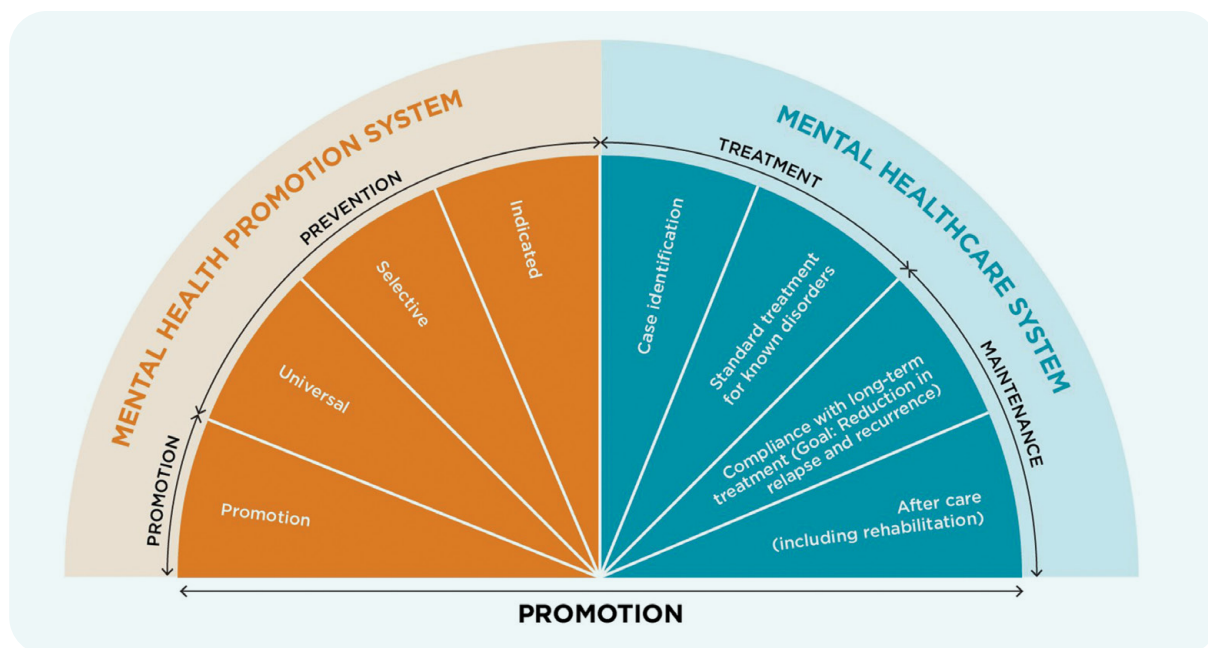 MENTAL HEALTH PROMOTION SYSTEM
MENTAL HEALTHCARE SYSTEM
PROMOTION
PREVENTION
TREATMENT
MAINTENANCE
Promotion
Universal
Selective
Indicated
Case identification
Standard treatment
for known disorders
Compliance with long-term
treatment (Goal: Reduction in
relapse and recurrence)
After care
(including rehabilitation)
PROMOTION